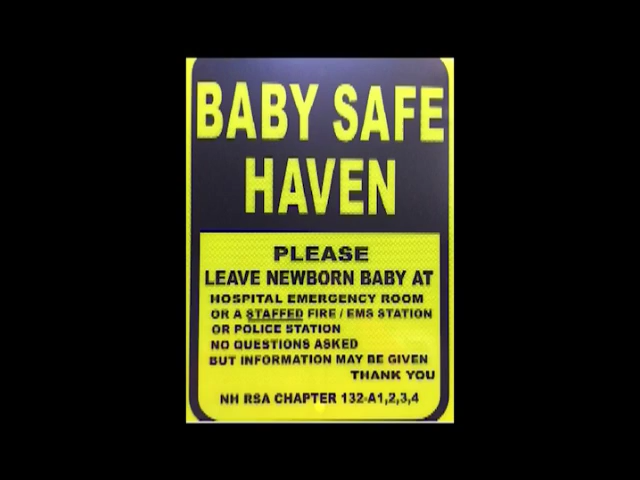 BABY SAFE
HAVEN
PLEASE
LEAVE NEWBORN BABY AT
HOSPITAL EMERGENCY ROOM
OR A STAFFED FIRE / EMS STATION
OR POLICE STATION
NO QUESTIONS ASKED
BUT INFORMATION MAY BE GIVEN
THANK YOU
NH RSA CHAPTER 132-A1,2,3,4